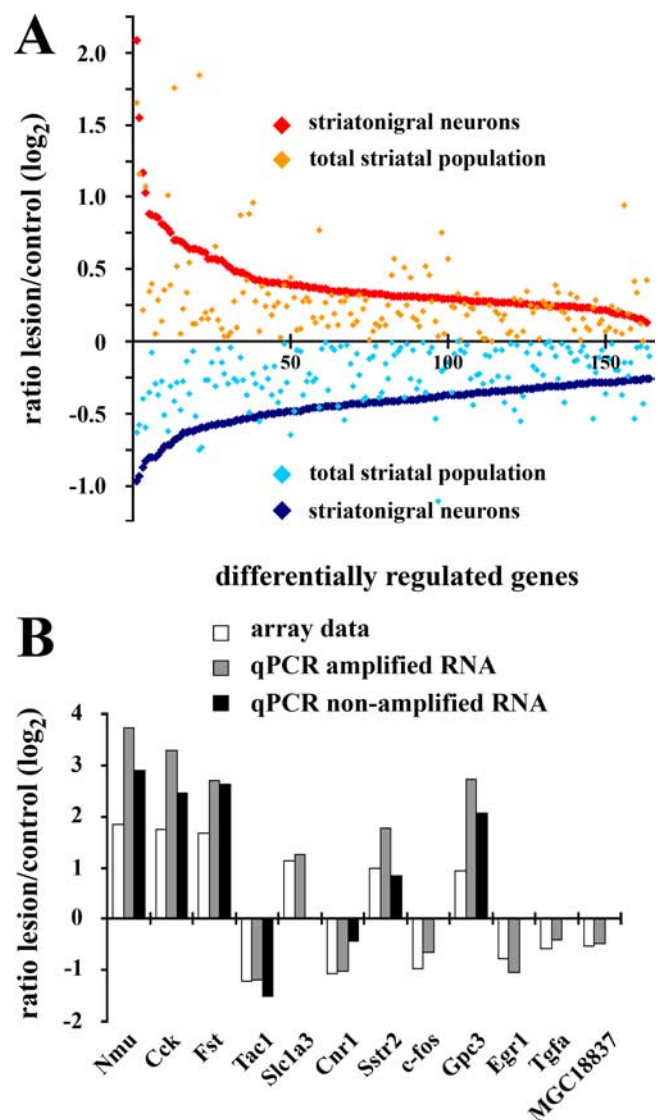 A
ratio lesion/control (log2)
2.0
1.5
1.0
0.5
0
-0.5
-1.0
50
100
150
striatonigral neurons
total striatal population
total striatal population
striatonigral neurons
differentially regulated genes
B
array data
qPCR amplified RNA
qPCR non-amplified RNA
ratio lesion/control (log2)
4
3
2
1
0
-1
-2
Nmu
Cck
Fst
Tac1
Slc1a3
Cnr1
Sstr2
c-fos
Gpc3
Egr1
Tgfa
MGC18837